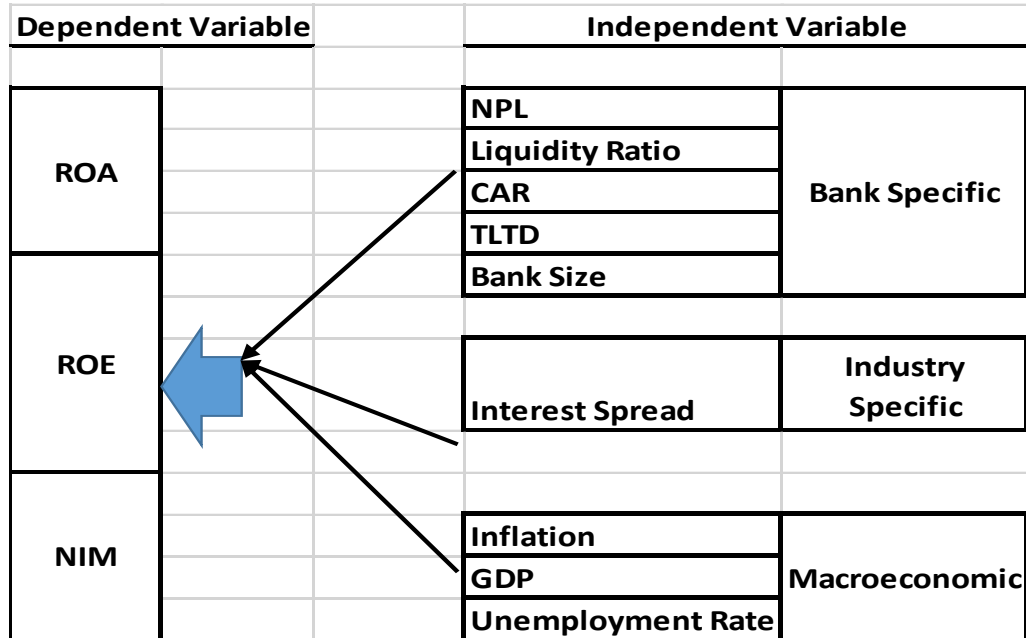 Dependent Variable
Independent Variable
ROA
ROE
NIM
NPL
Liquidity Ratio
CAR
TLTD
Bank Size
Bank Specific
Interest Spread
Industry
Specific
Inflation
GDP
Unemployment Rate
Macroeconomic